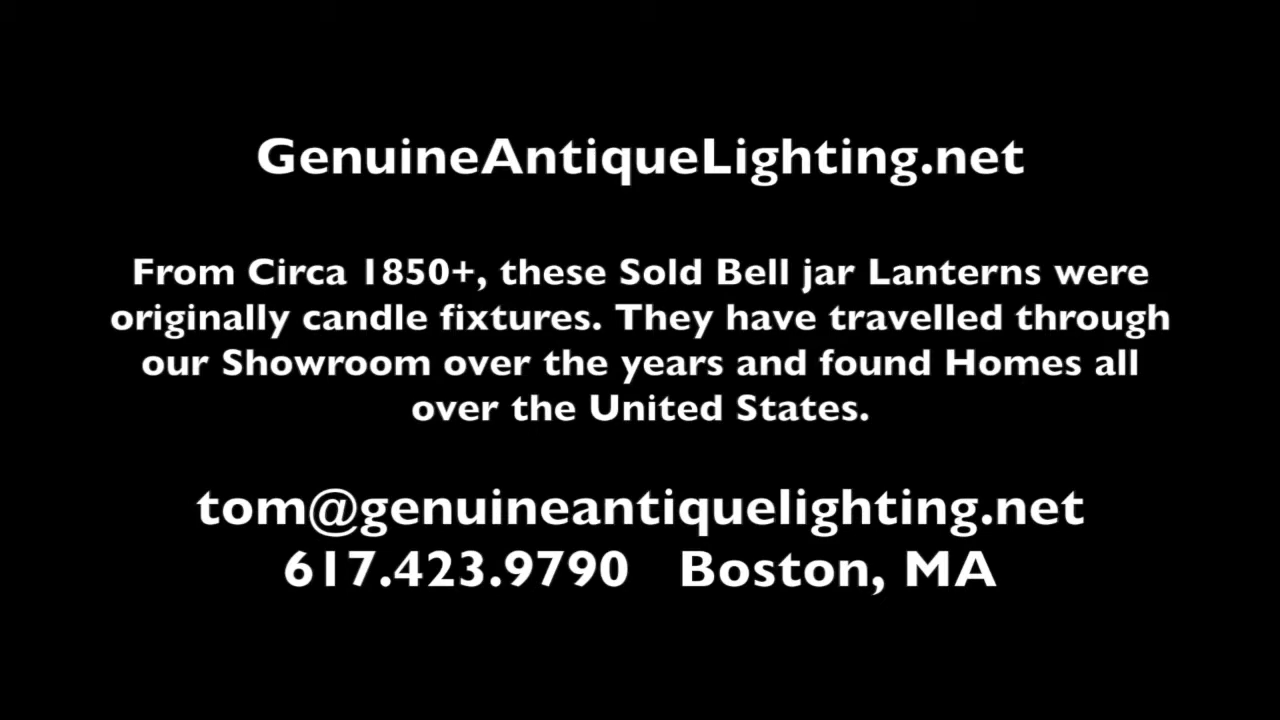 GenuineAntiqueLighting.net
From Circa 1850+, these Sold Bell jar Lanterns were
originally candle fixtures. They have travelled through
our Showroom over the years and found Homes all
over the United States.
tom@genuineantiquelighting.net
617.423.9790 Boston, MA